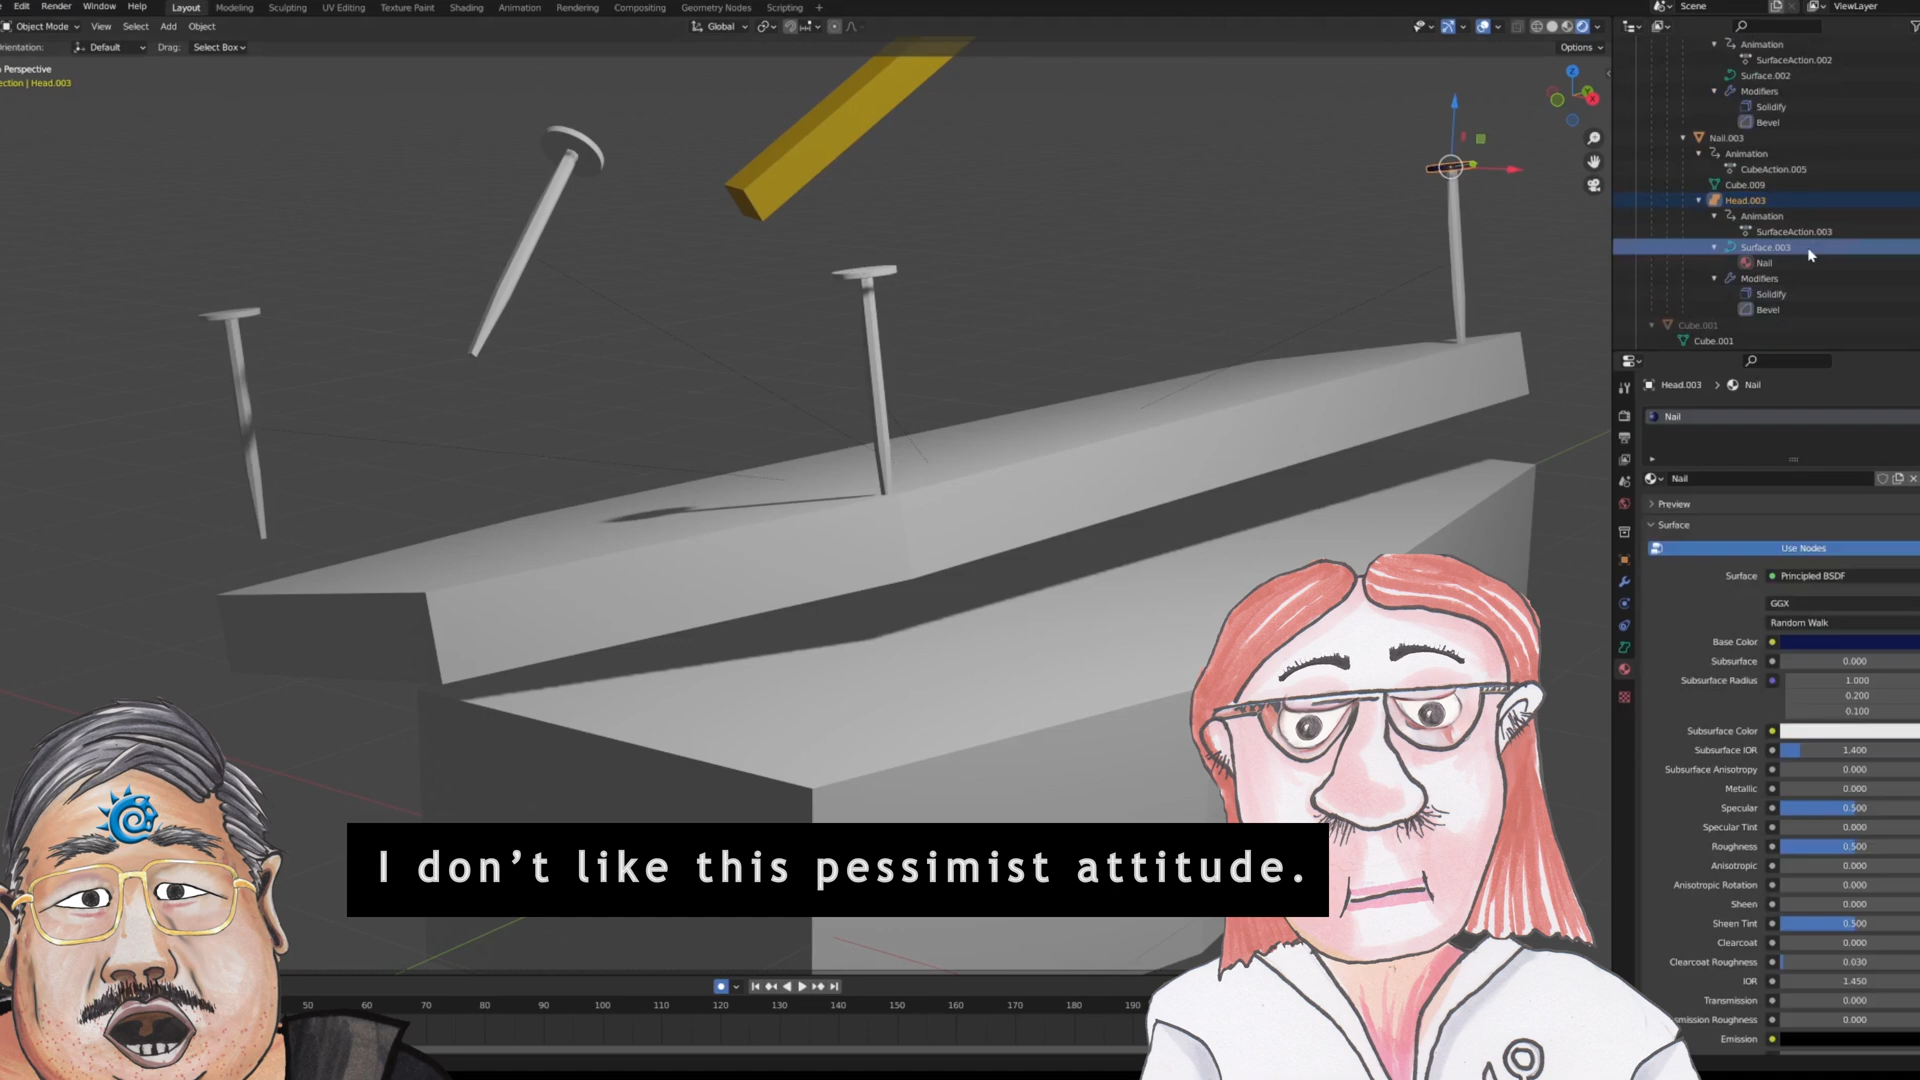 Edit Render Window Help Layout Modeling Sculpting UV Editing Texture Paint Shading Animation Rendering Compositing Geometry Nodes Scripting + Scene ViewLayer
Object Mode View Select Add Object Global
Orientation: Default Drag: Select Box Options
Perspective
ection | Head.003
Z
Y
X
Animation
SurfaceAction.002
Surface.002
Modifiers
Solidify
Bevel
Nail.003
Animation
CubeAction.005
Cube.009
Head.003
Animation
SurfaceAction.003
Surface.003
Nail
Modifiers
Solidify
Bevel
Cube.001
Cube.001
Head.003 > Nail
Nail
Nail
Preview
Surface
Use Nodes
Surface Principled BSDF
GGX
Random Walk
Base Color
Subsurface 0.000
Subsurface Radius 1.000
0.200
0.100
Subsurface Color
Subsurface IOR 1.400
Subsurface Anisotropy 0.000
Metallic 0.000
Specular 0.500
Specular Tint 0.000
Roughness 0.500
Anisotropic 0.000
Anisotropic Rotation 0.000
Sheen 0.000
Sheen Tint 0.500
Clearcoat 0.000
Clearcoat Roughness 0.030
IOR 1.450
Transmission 0.000
smission Roughness 0.000
Emission
I don’t like this pessimist attitude.
50 60 70 80 90 100 110 120 130 140 150 160 170 180 190